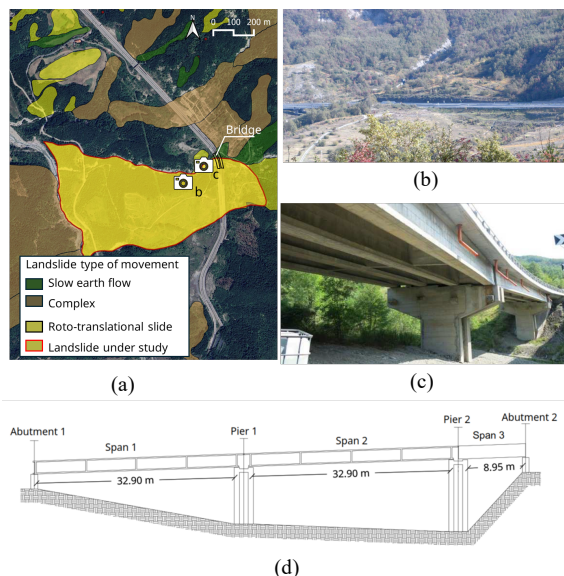 N
0 100 200 m
Bridge
c
b
Landslide type of movement
Slow earth flow
Complex
Roto-translational slide
Landslide under study
(a)
(b)
(c)
Abutment 1
Span 1
Pier 1
Span 2
Pier 2
Span 3
Abutment 2
32.90 m
32.90 m
8.95 m
(d)